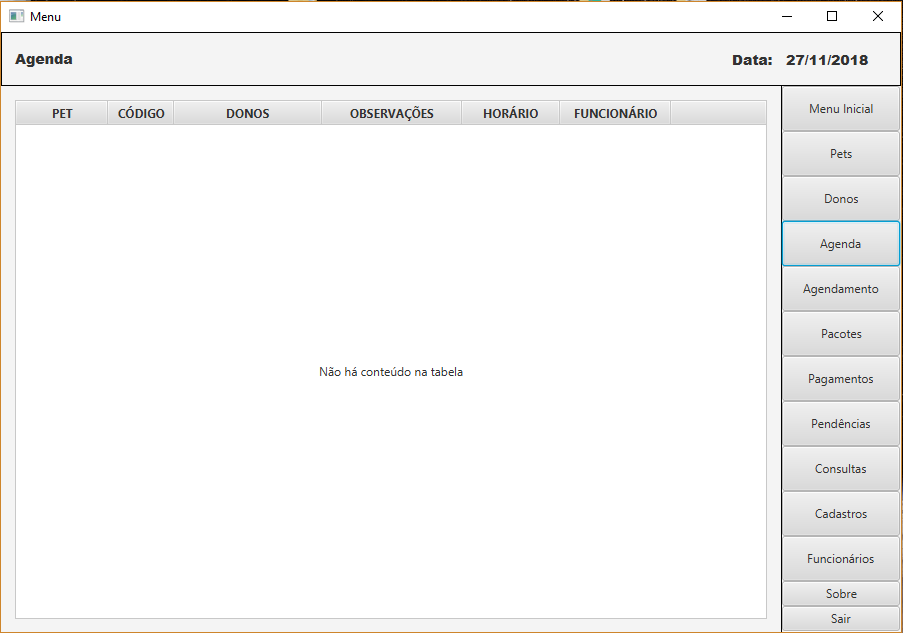 Menu
Agenda
Data: 27/11/2018
PET CÓDIGO DONOS OBSERVAÇÕES HORÁRIO FUNCIONÁRIO
Não há conteúdo na tabela
Menu Inicial
Pets
Donos
Agenda
Agendamento
Pacotes
Pagamentos
Pendências
Consultas
Cadastros
Funcionários
Sobre
Sair